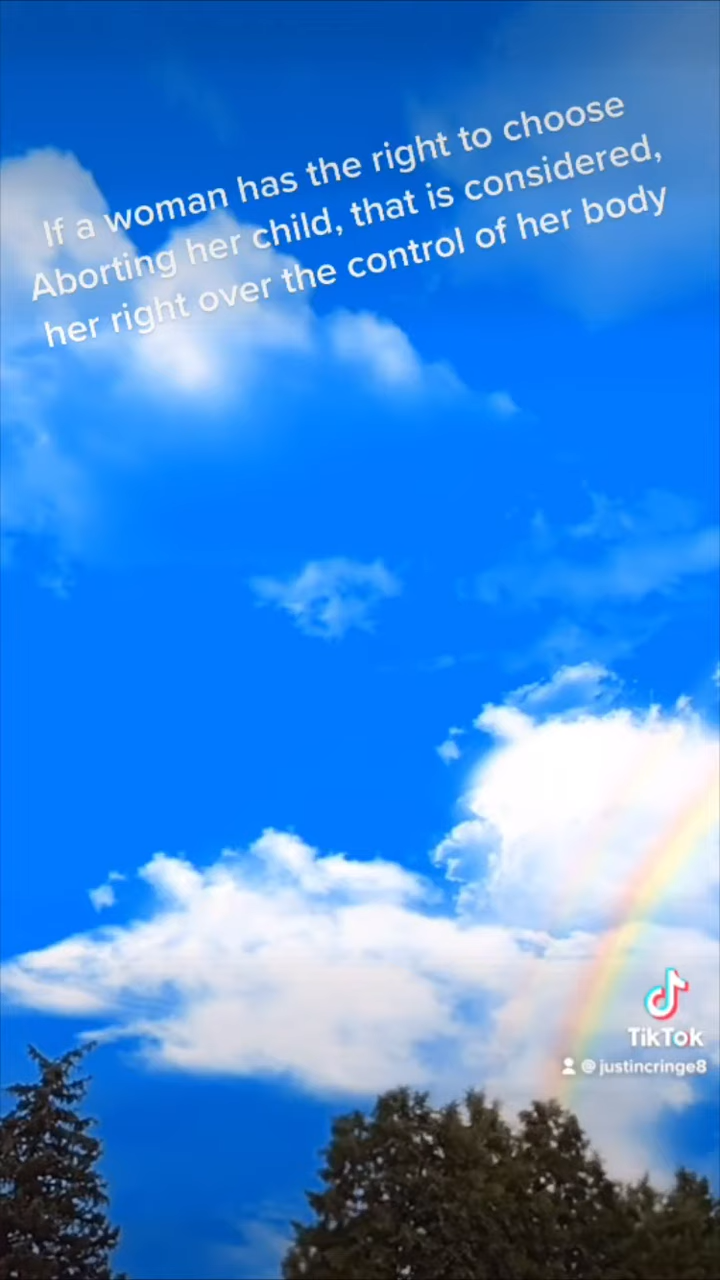 If a woman has the right to choose
Aborting her child, that is considered,
her right over the control of her body
TikTok
@justincringe8